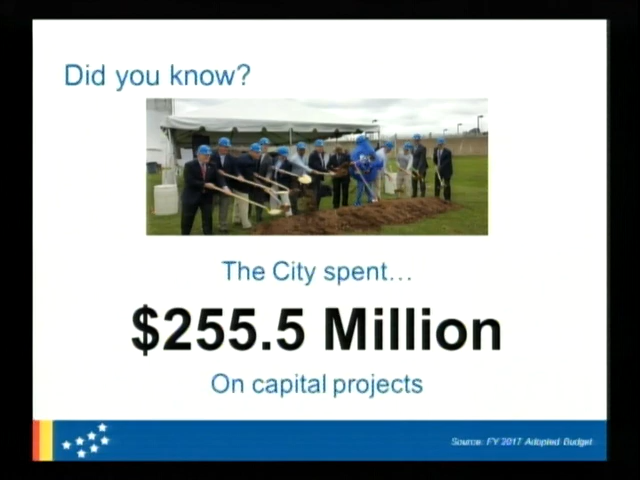 Did you know?
The City spent…
$255.5 Million
On capital projects
Source: FY 2017 Adopted Budget